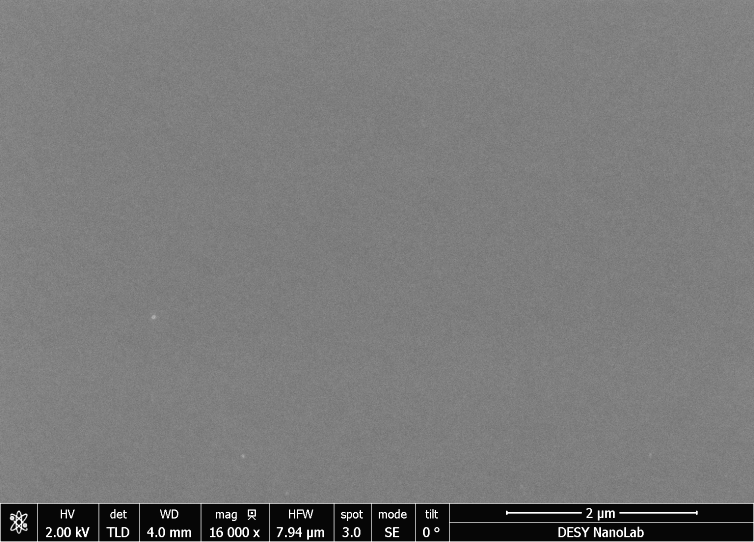 HV det WD mag HFW spot mode tilt 2 μm
2.00 kV TLD 4.0 mm 16 000 x 7.94 μm 3.0 SE 0 ° DESY NanoLab